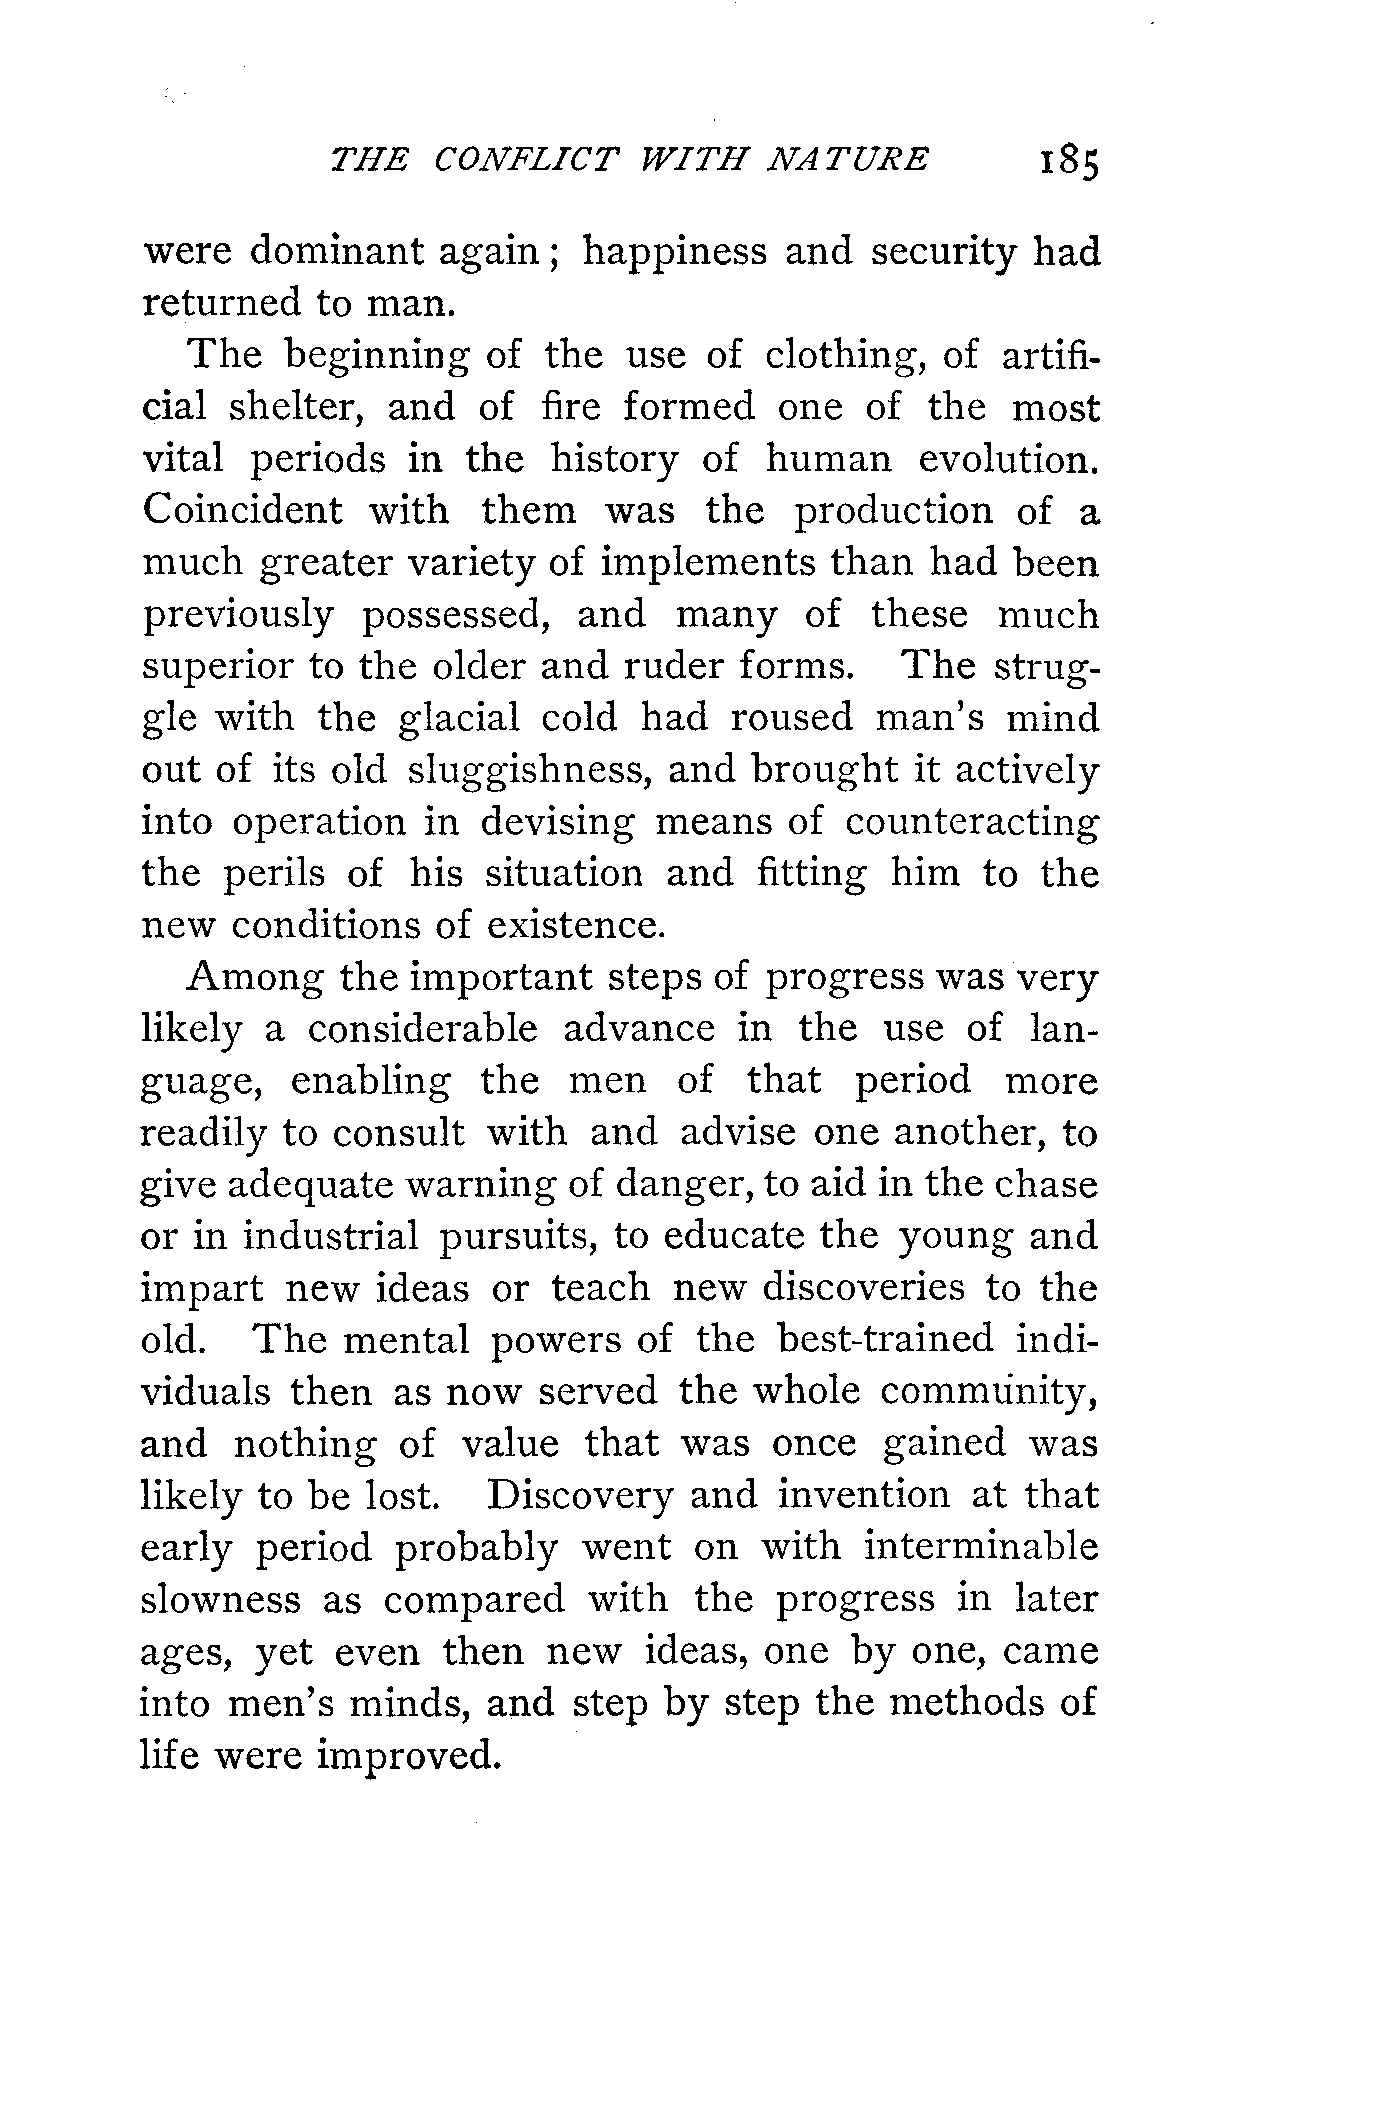 THE CONFLICT WITH NATURE 185
were dominant again; happiness and security had
returned to man.
The beginning of the use of clothing, of artifi-
cial shelter, and of fire formed one of the most
vital periods in the history of human evolution.
Coincident with them was the production of a
much greater variety of implements than had been
previously possessed, and many of these much
superior to the older and ruder forms. The strug-
gle with the glacial cold had roused man's mind
out of its old sluggishness, and brought it actively
into operation in devising means of counteracting
the perils of his situation and fitting him to the
new conditions of existence.
Among the important steps of progress was very
likely a considerable advance in the use of lan-
guage, enabling the men of that period more
readily to consult with and advise one another, to
give adequate warning of danger, to aid in the chase
or in industrial pursuits, to educate the young and
impart new ideas or teach new discoveries to the
old. The mental powers of the best-trained indi-
viduals then as now served the whole community,
and nothing of value that was once gained was
likely to be lost. Discovery and invention at that
early period probably went on with interminable
slowness as compared with the progress in later
ages, yet even then new ideas, one by one, came
into men's minds, and step by step the methods of
life were improved.